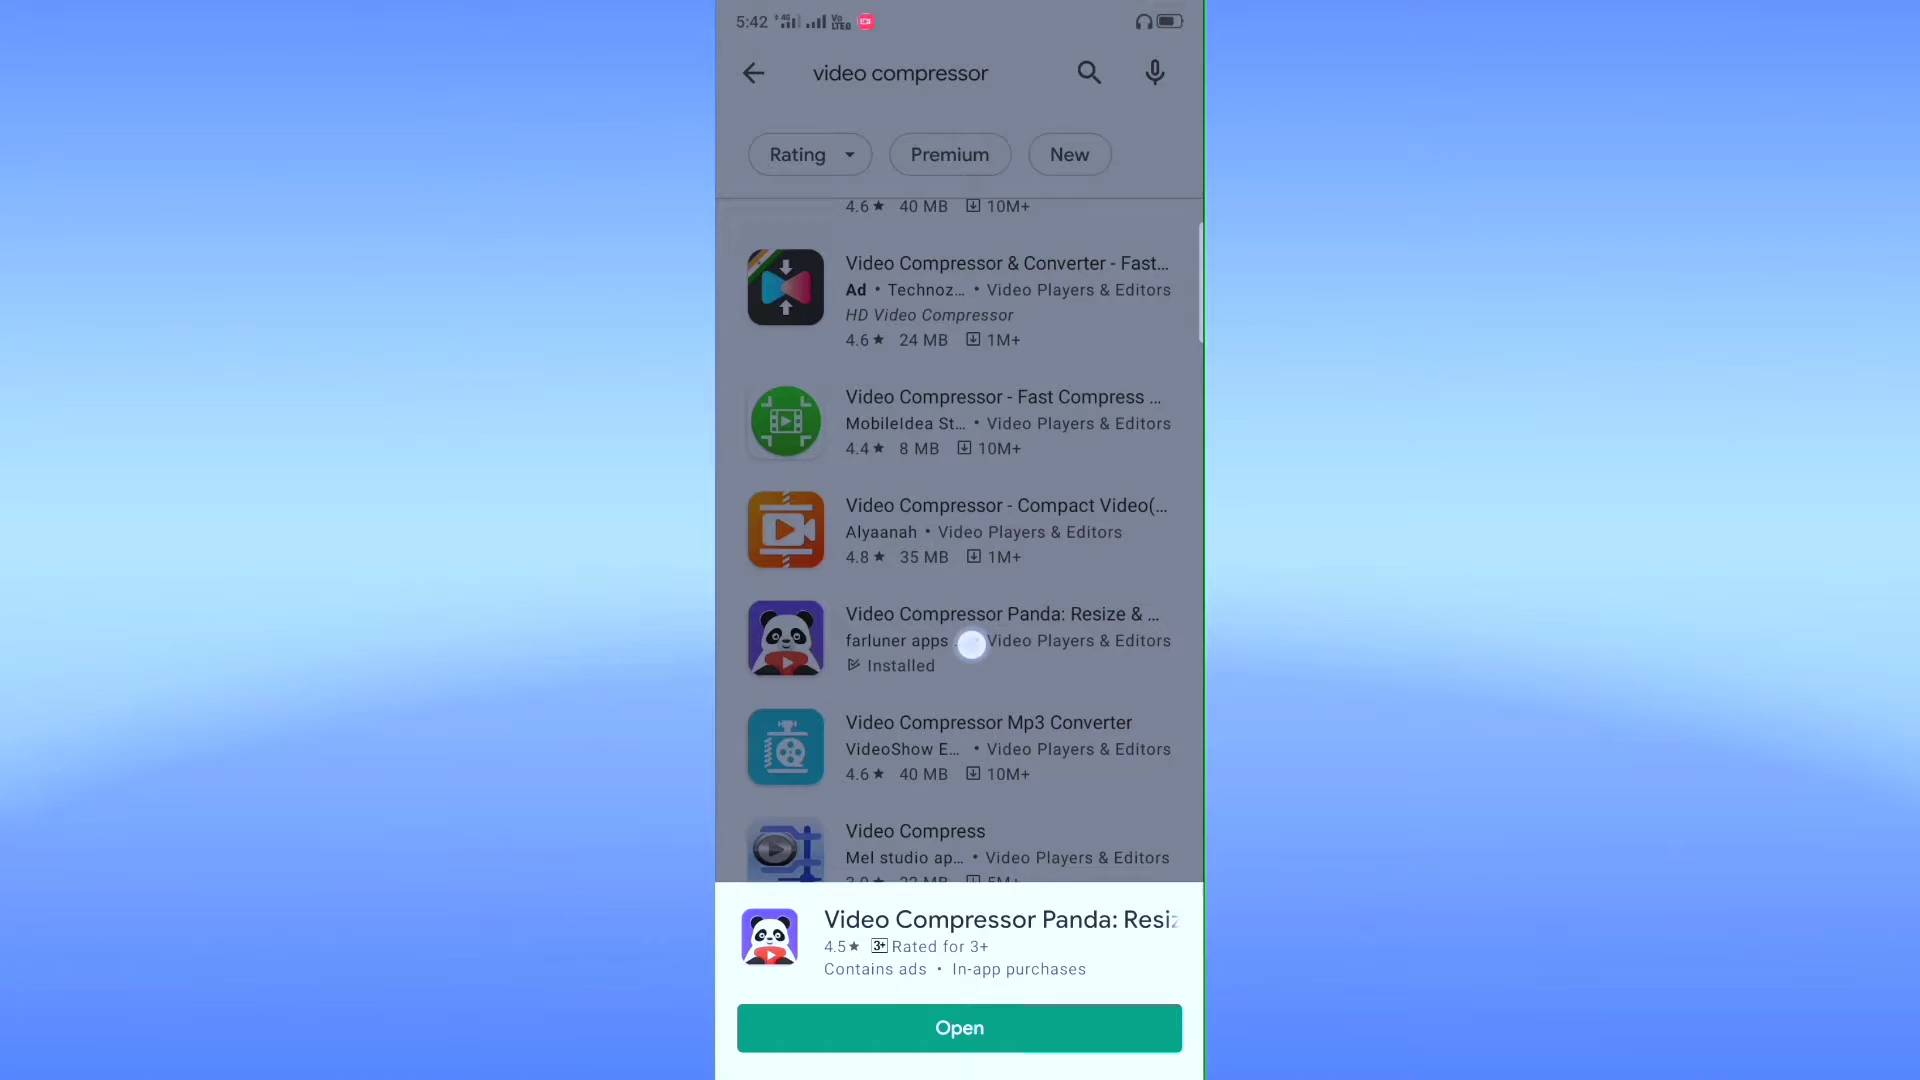 5:42 4G Vo LTE
video compressor
Rating Premium New
4.6★ 40 MB 10M+
Video Compressor & Converter - Fast...
Ad • Technoz... • Video Players & Editors
HD Video Compressor
4.6★ 24 MB 1M+
Video Compressor - Fast Compress ...
MobileIdea St... • Video Players & Editors
4.4★ 8 MB 10M+
Video Compressor - Compact Video(...
Alyaanah • Video Players & Editors
4.8★ 35 MB 1M+
Video Compressor Panda: Resize & ...
farluner apps Video Players & Editors
Installed
Video Compressor Mp3 Converter
VideoShow E... • Video Players & Editors
4.6★ 40 MB 10M+
Video Compress
Mel studio ap... • Video Players & Editors
Video Compressor Panda: Resiz
4.5★ 3+ Rated for 3+
Contains ads • In-app purchases
Open